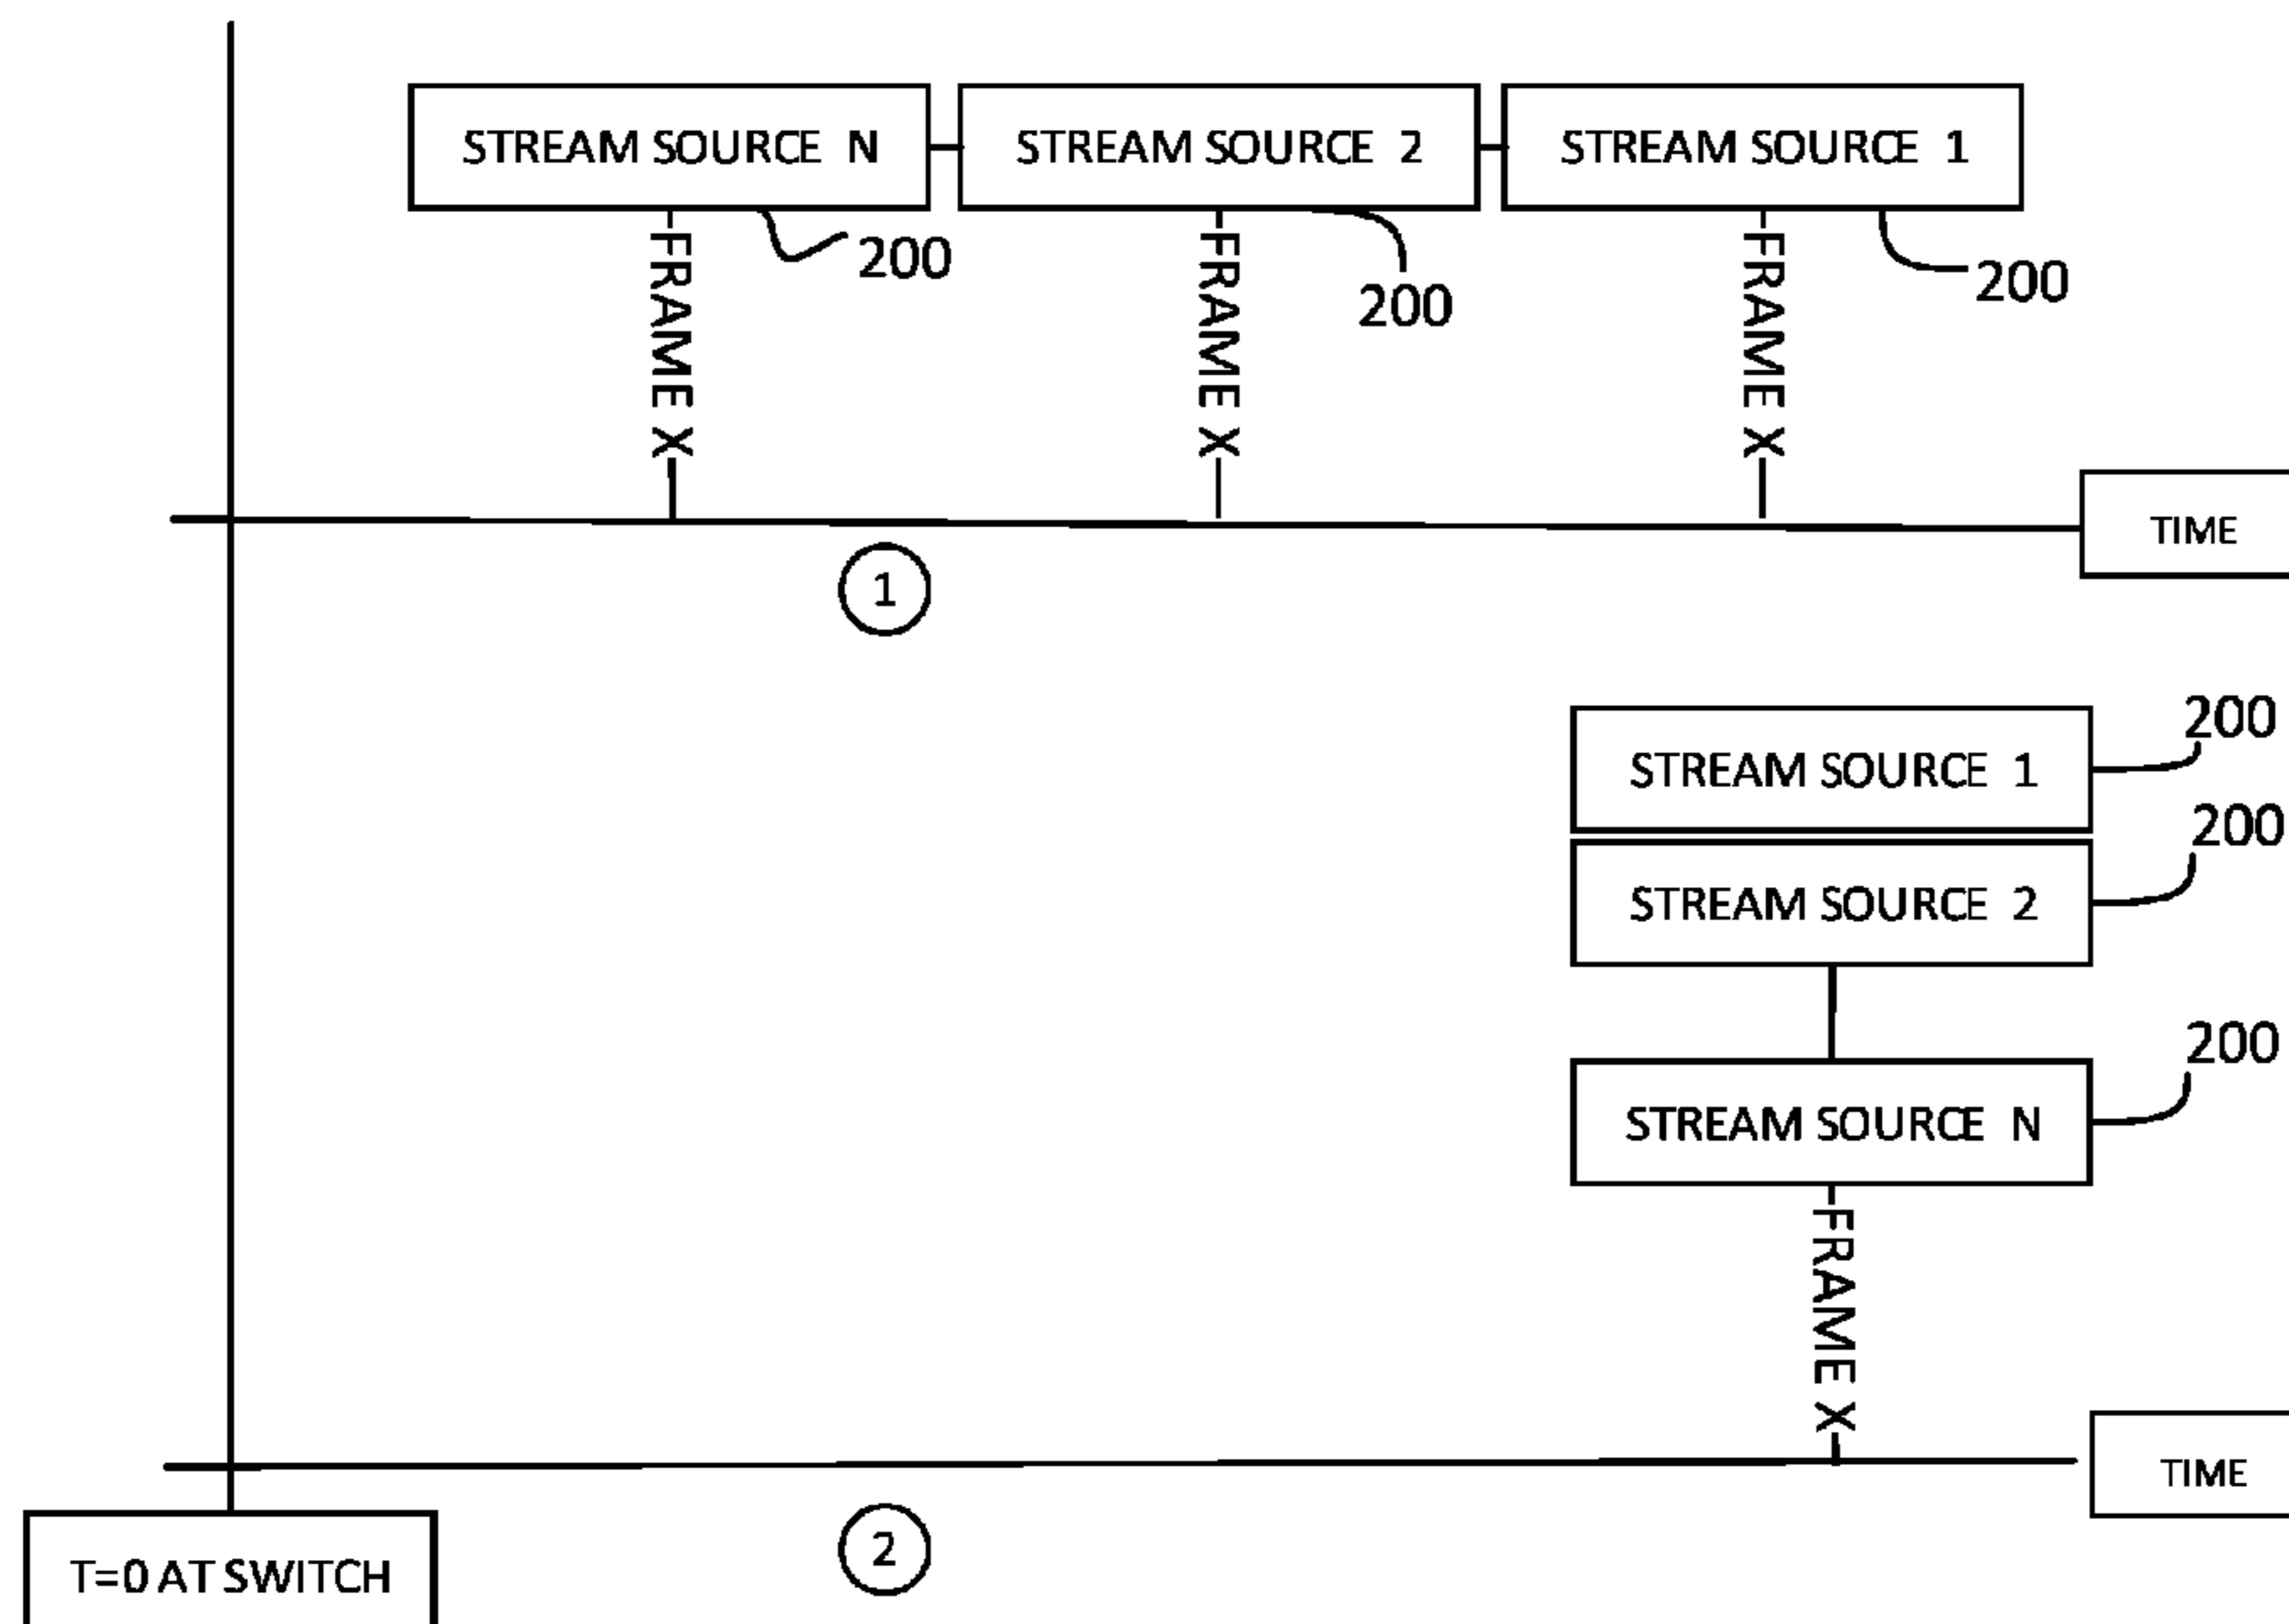 STREAM SOURCE N
STREAM SOURCE 2
STREAM SOURCE 1
200
200
200
FRAME X
FRAME X
FRAME X
TIME
1
STREAM SOURCE 1
200
STREAM SOURCE 2
200
STREAM SOURCE N
200
FRAME X
TIME
2
T=0 AT SWITCH